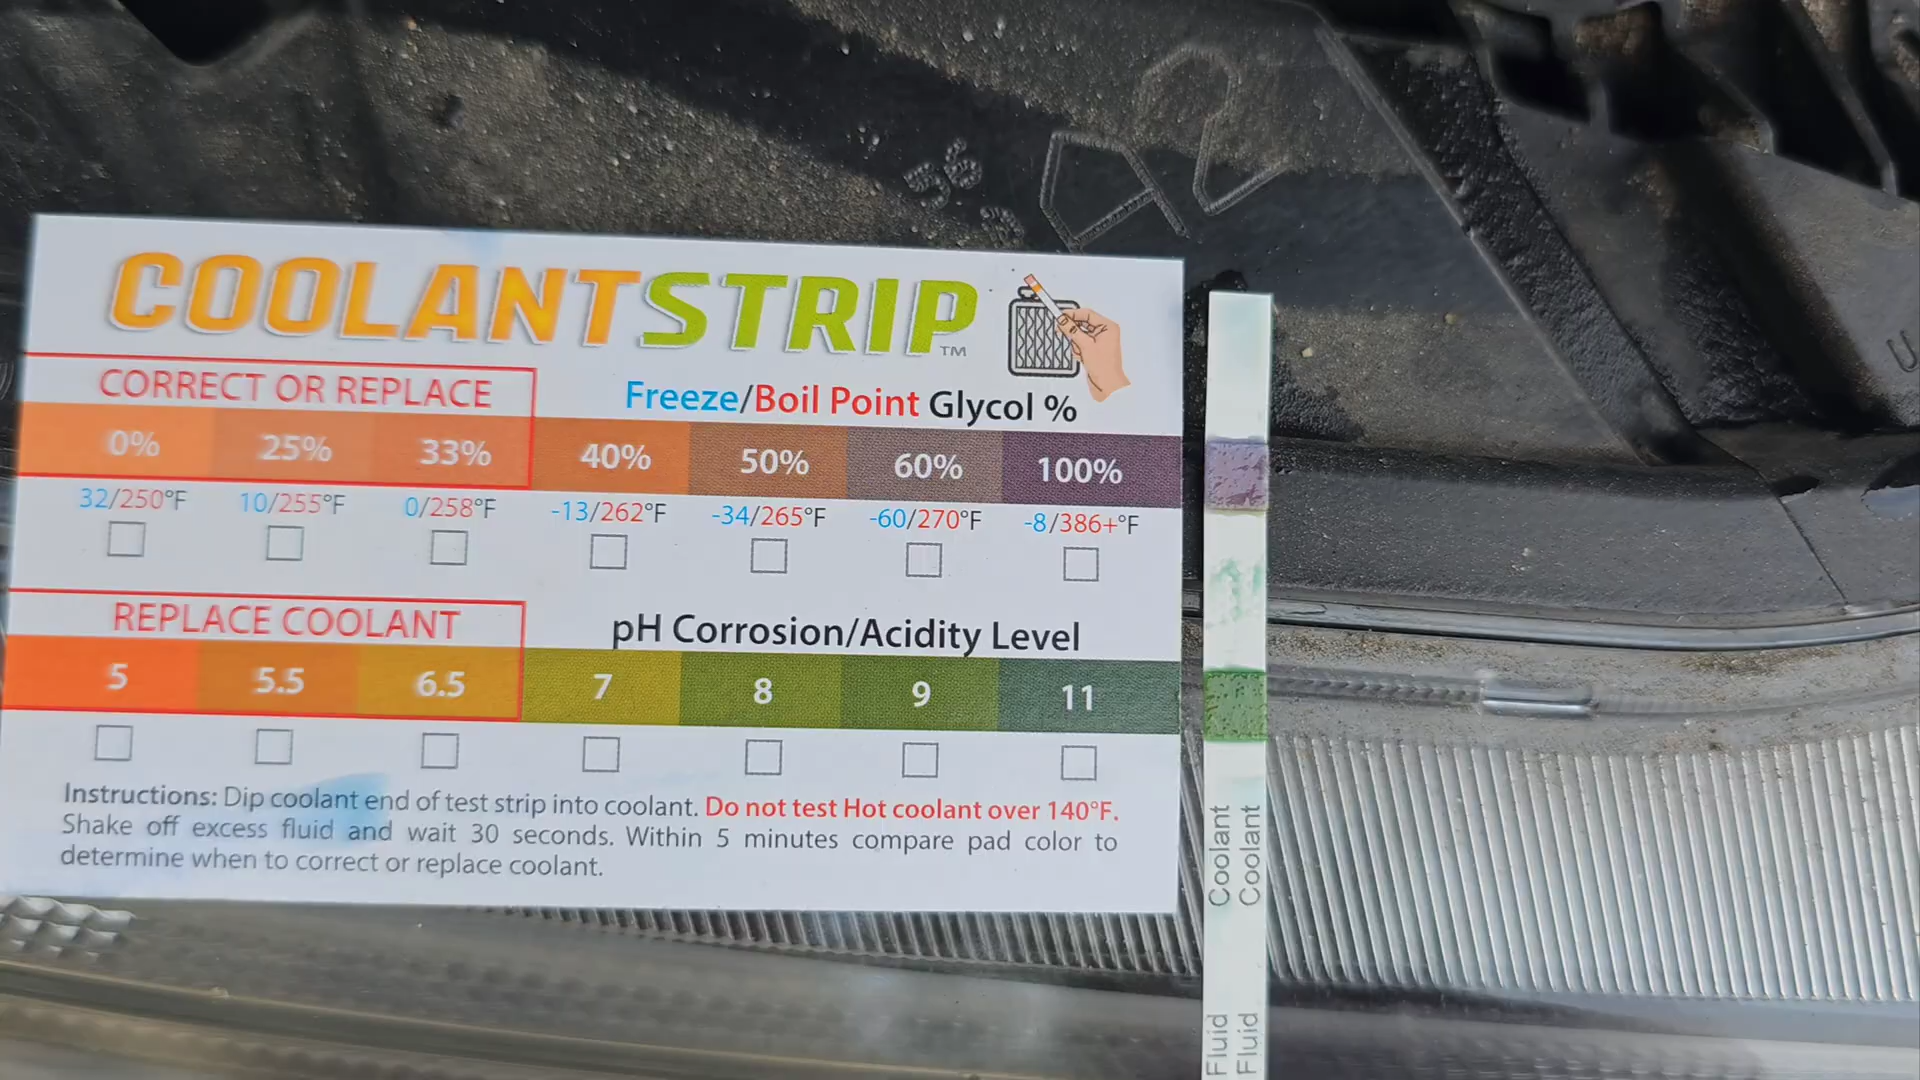 COOLANTSTRIP™
CORRECT OR REPLACE
Freeze/Boil Point Glycol %
0% 25% 33% 40% 50% 60% 100%
32/250°F 10/255°F 0/258°F -13/262°F -34/265°F -60/270°F -8/386+°F
REPLACE COOLANT
pH Corrosion/Acidity Level
5 5.5 6.5 7 8 9 11
Instructions: Dip coolant end of test strip into coolant. Do not test Hot coolant over 140°F.
Shake off excess fluid and wait 30 seconds. Within 5 minutes compare pad color to
determine when to correct or replace coolant.
Coolant
Coolant
Fluid
Fluid